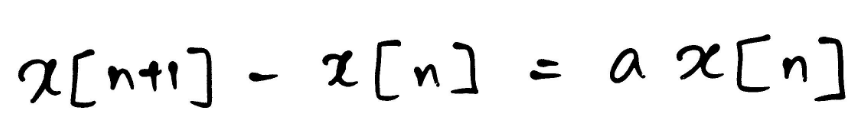 x[n+1] - x[n] = a x[n]